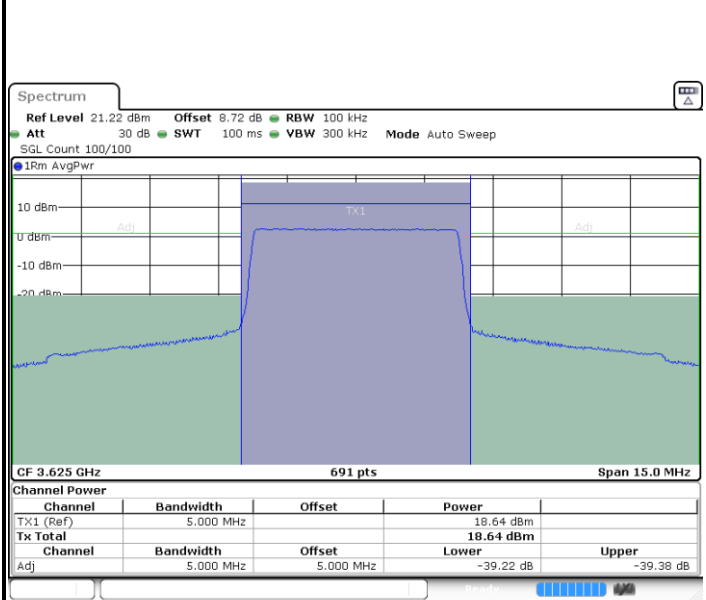 Spectrum
Ref Level 21.22 dBm Offset 8.72 dB RBW 100 kHz
Att 30 dB SWT 100 ms VBW 300 kHz Mode Auto Sweep
SGL Count 100/100
1Rm AvgPwr
10 dBm
TX1
Adj Adj
0 dBm
-10 dBm
-20 dBm
CF 3.625 GHz 691 pts Span 15.0 MHz
Channel Power
Channel Bandwidth Offset Power
TX1 (Ref) 5.000 MHz 18.64 dBm
Tx Total 18.64 dBm
Channel Bandwidth Offset Lower Upper
Adj 5.000 MHz 5.000 MHz -39.22 dB -39.38 dB
Ready